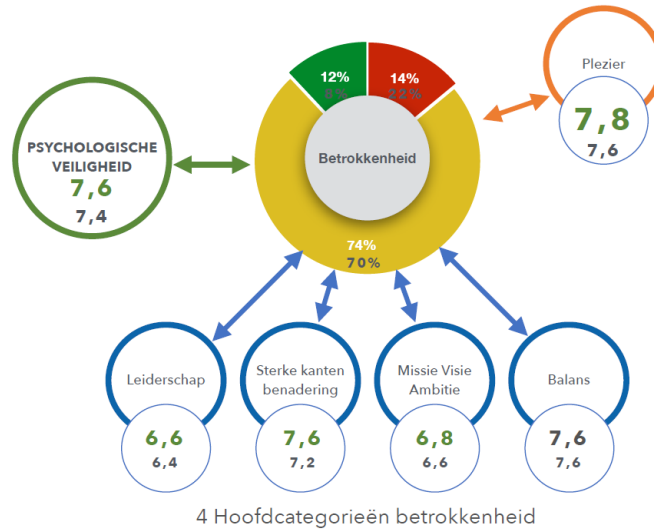 12%
14%
22%
Betrokkenheid
74%
70%
PSYCHOLOGISCHE
VEILIGHEID
7,6
7,4
Plezier
7,8
7,6
Leiderschap
6,6
6,4
Sterke kanten
benadering
7,6
7,2
Missie Visie
Ambitie
6,8
6,6
Balans
7,6
7,6
4 Hoofdcategorieën betrokkenheid